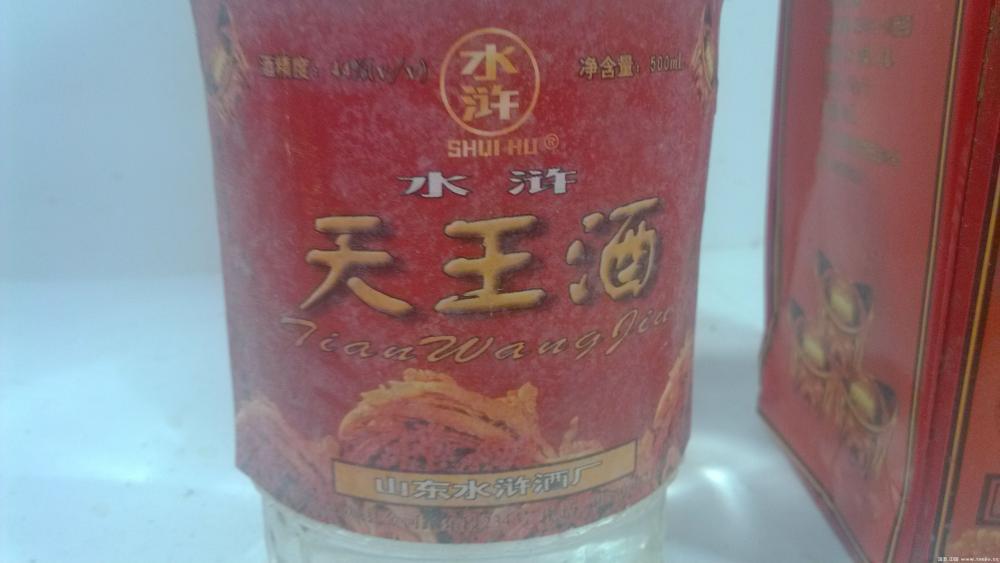 酒精度：44%(v/v)
水浒
净含量：500ml
SHUI HU®
水浒
天王酒
TianWangJiu
山东水浒酒厂